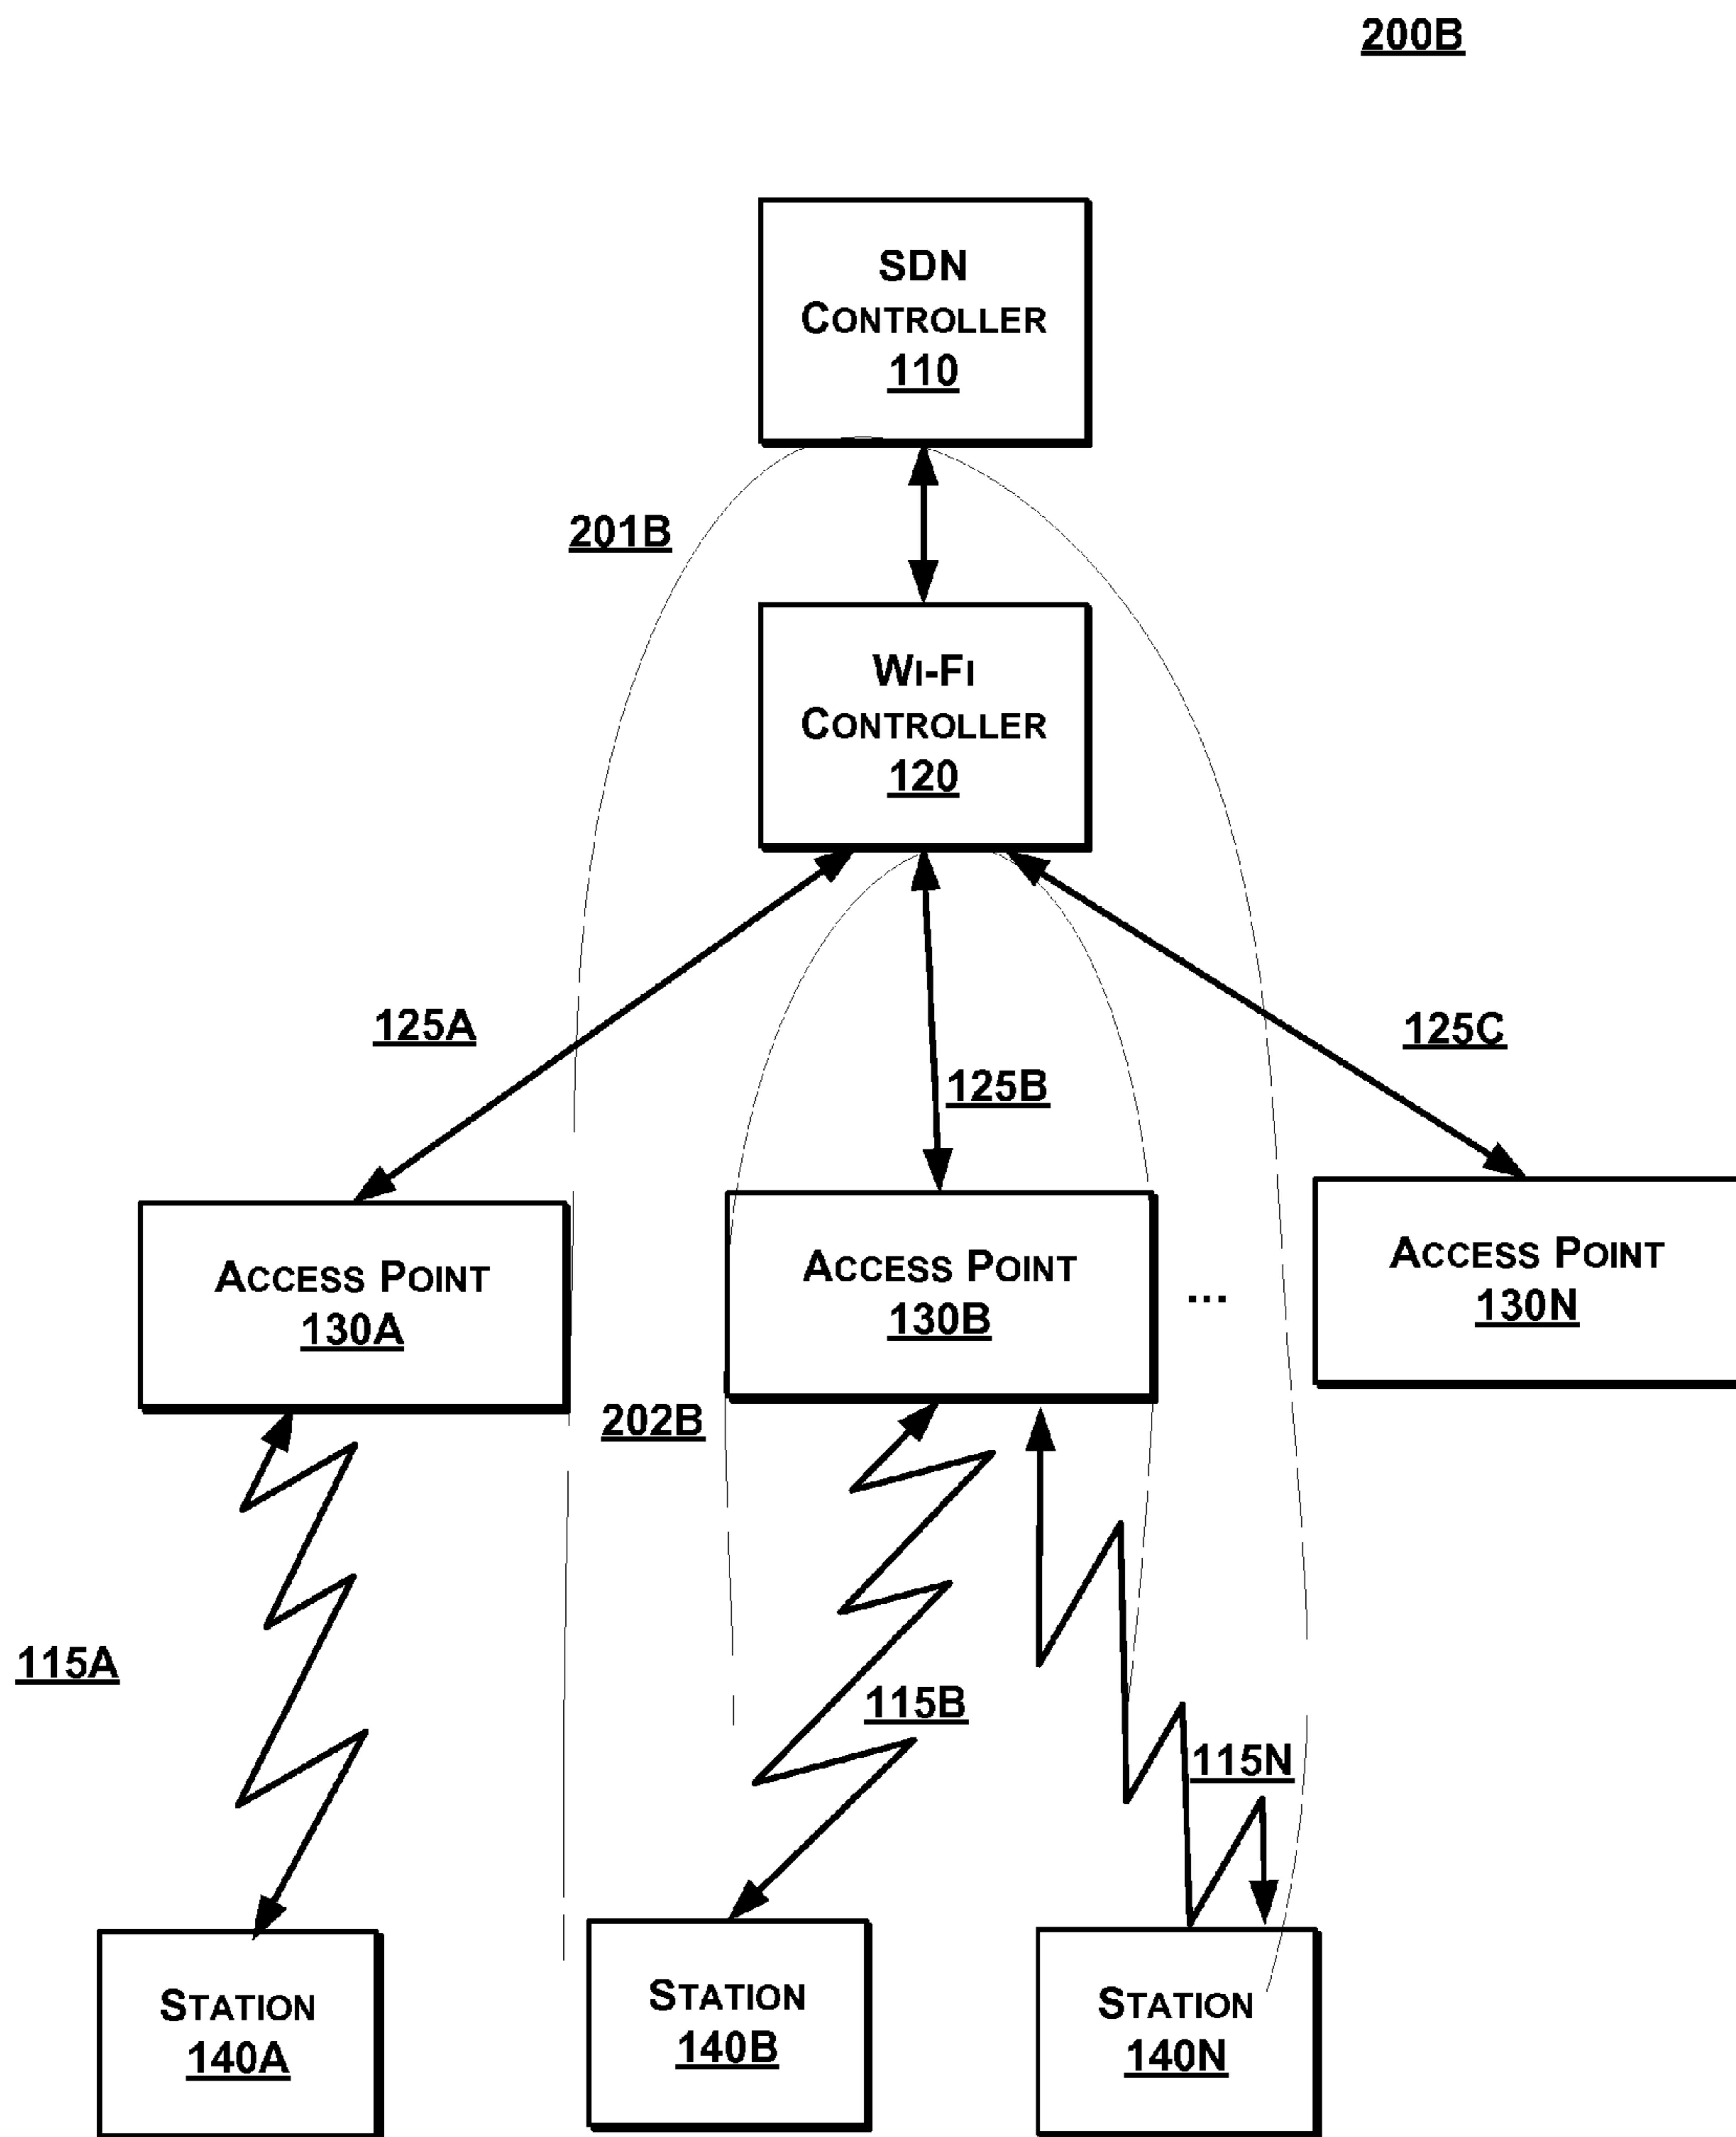 200B
SDN
CONTROLLER
110
201B
WI-FI
CONTROLLER
120
125A
125C
125B
ACCESS POINT
130A
ACCESS POINT
130B
...
ACCESS POINT
130N
202B
115A
115B
115N
STATION
140A
STATION
140B
STATION
140N